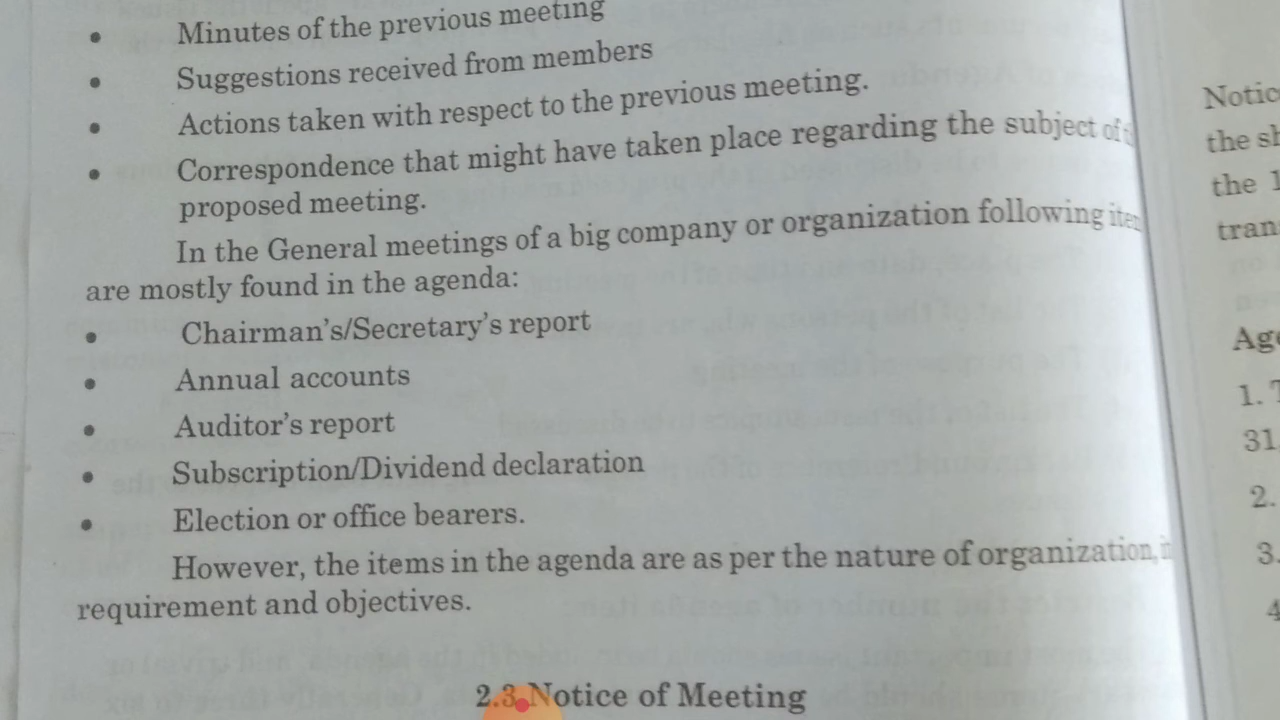 • Minutes of the previous meeting
• Suggestions received from members
• Actions taken with respect to the previous meeting.
• Correspondence that might have taken place regarding the subject of
proposed meeting.
In the General meetings of a big company or organization following
are mostly found in the agenda:
• Chairman's/Secretary's report
• Annual accounts
• Auditor's report
• Subscription/Dividend declaration
• Election or office bearers.
However, the items in the agenda are as per the nature of organization,
requirement and objectives.
2.3 Notice of Meeting
the
the
1.
31
2.
3.
4